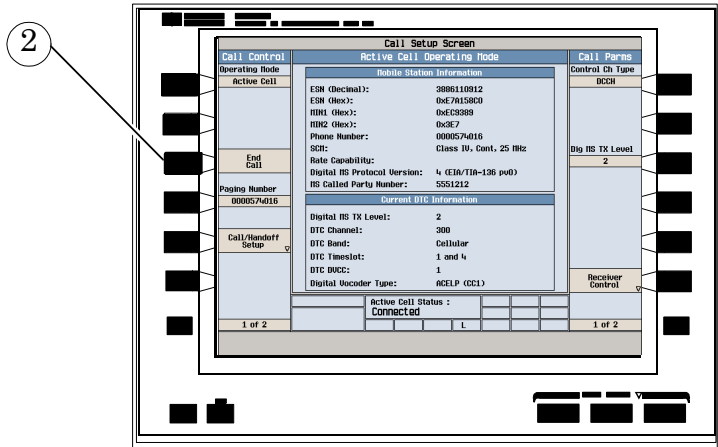 2
Call Setup Screen
Call Control
Active Cell Operating Mode
Call Parms
Operating Mode
Active Cell
End
Call
Paging Number
0000574016
Call/Handoff
Setup
1 of 2
Mobile Station Information
ESN (Decimal): 3886110912
ESN (Hex): 0xE7A158C0
MIN1 (Hex): 0xEC9389
MIN2 (Hex): 0x3E7
Phone Number: 0000574016
SCM: Class IV, Cont, 25 MHz
Rate Capability:
Digital MS Protocol Version: 4 (EIA/TIA-136 pv0)
MS Called Party Number: 5551212
Current DTC Information
Digital MS TX Level: 2
DTC Channel: 300
DTC Band: Cellular
DTC Timeslot: 1 and 4
DTC DVCC: 1
Digital Vocoder Type: ACELP (CC1)
Active Cell Status :
Connected
L
Control Ch Type
DCCH
Dig MS TX Level
2
Receiver
Control
1 of 2